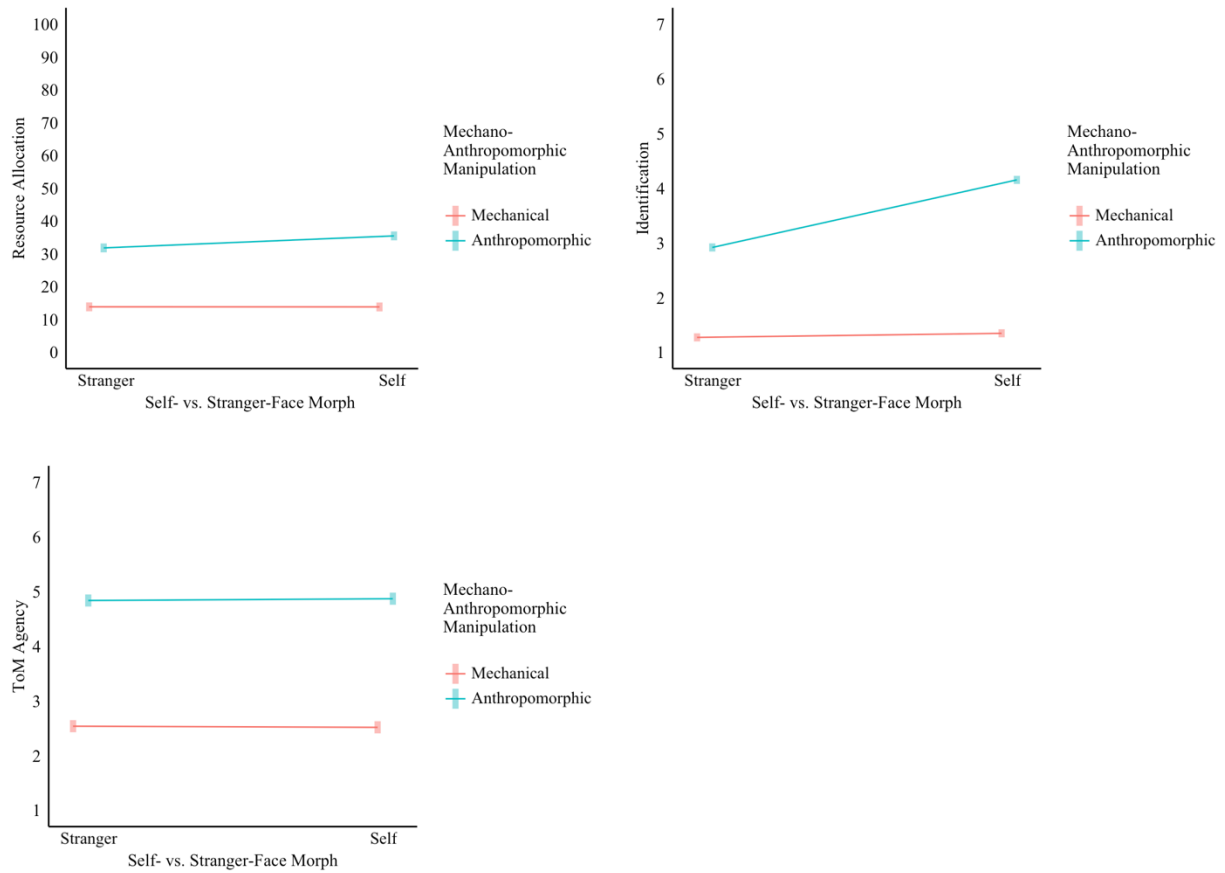 100
90
80
70
60
50
40
30
20
10
0
Resource Allocation
Stranger
Self
Self- vs. Stranger-Face Morph
Mechano-
Anthropomorphic
Manipulation
Mechanical
Anthropomorphic
7
6
5
4
3
2
1
Identification
Stranger
Self
Self- vs. Stranger-Face Morph
Mechano-
Anthropomorphic
Manipulation
Mechanical
Anthropomorphic
7
6
5
4
3
2
1
ToM Agency
Stranger
Self
Self- vs. Stranger-Face Morph
Mechano-
Anthropomorphic
Manipulation
Mechanical
Anthropomorphic